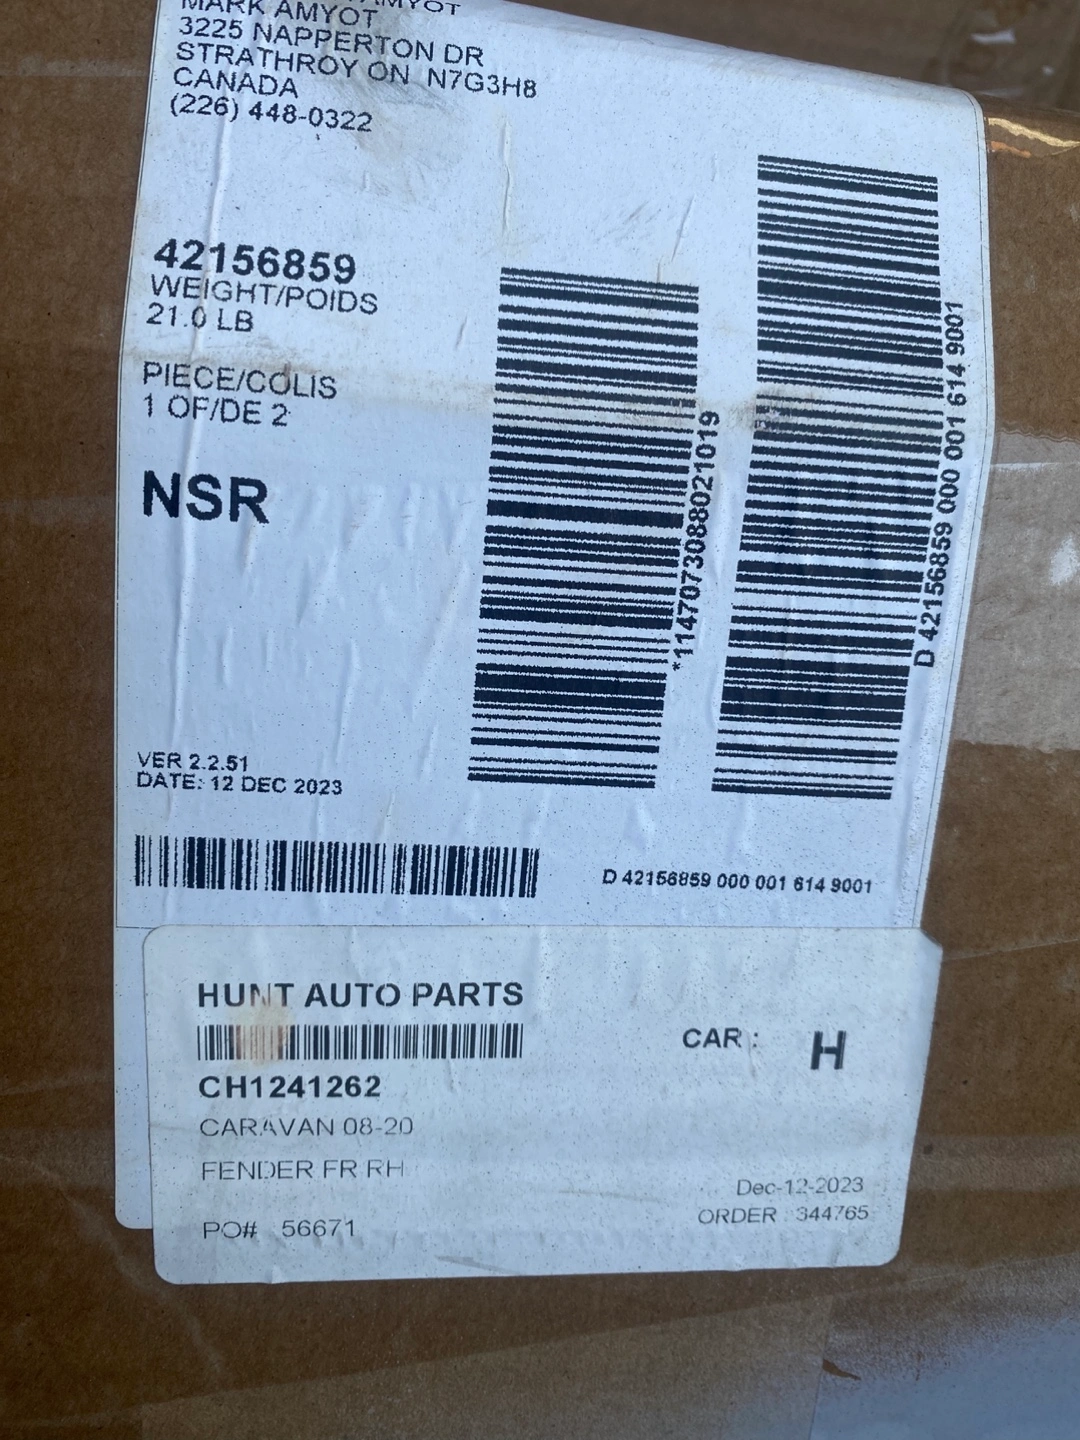 AMYOT
MARK AMYOT
3225 NAPPERTON DR
STRATHROY ON N7G3H8
CANADA
(226) 448-0322
42156859
WEIGHT/POIDS
21.0 LB
PIECE/COLIS
1 OF/DE 2
NSR
*11470730888021019
D 42156859 000 001 614 9001
VER 2.2.51
DATE: 12 DEC 2023
D 42156859 000 001 614 9001
HUNT AUTO PARTS
CAR : H
CH1241262
CARAVAN 08-20
FENDER FR RH
Dec-12-2023
ORDER : 344765
PO# 56671